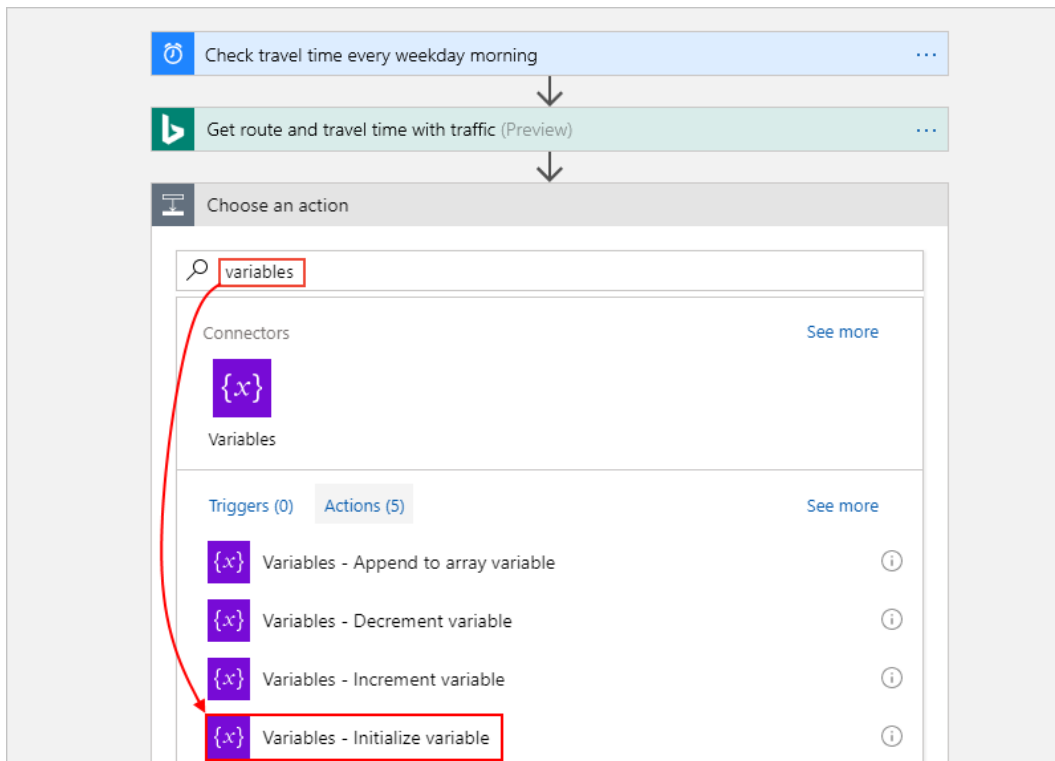 Check travel time every weekday morning
Get route and travel time with traffic (Preview)
Choose an action
variables
Connectors
See more
{x}
Variables
Triggers (0) Actions (5) See more
{x} Variables - Append to array variable
{x} Variables - Decrement variable
{x} Variables - Increment variable
{x} Variables - Initialize variable